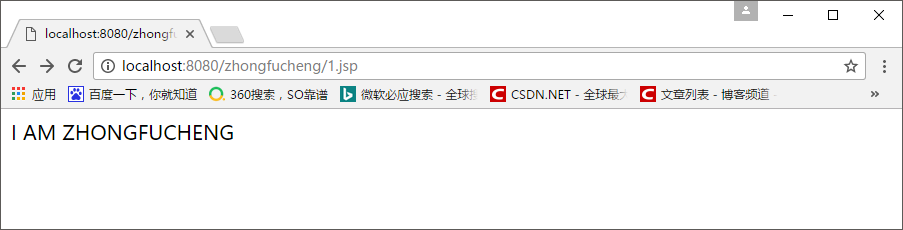 localhost:8080/zhongfu
localhost:8080/zhongfucheng/1.jsp
应用 百度一下，你就知道 360搜索，SO靠谱 微软必应搜索 - 全球搜 CSDN.NET - 全球最大 文章列表 - 博客频道 -
I AM ZHONGFUCHENG